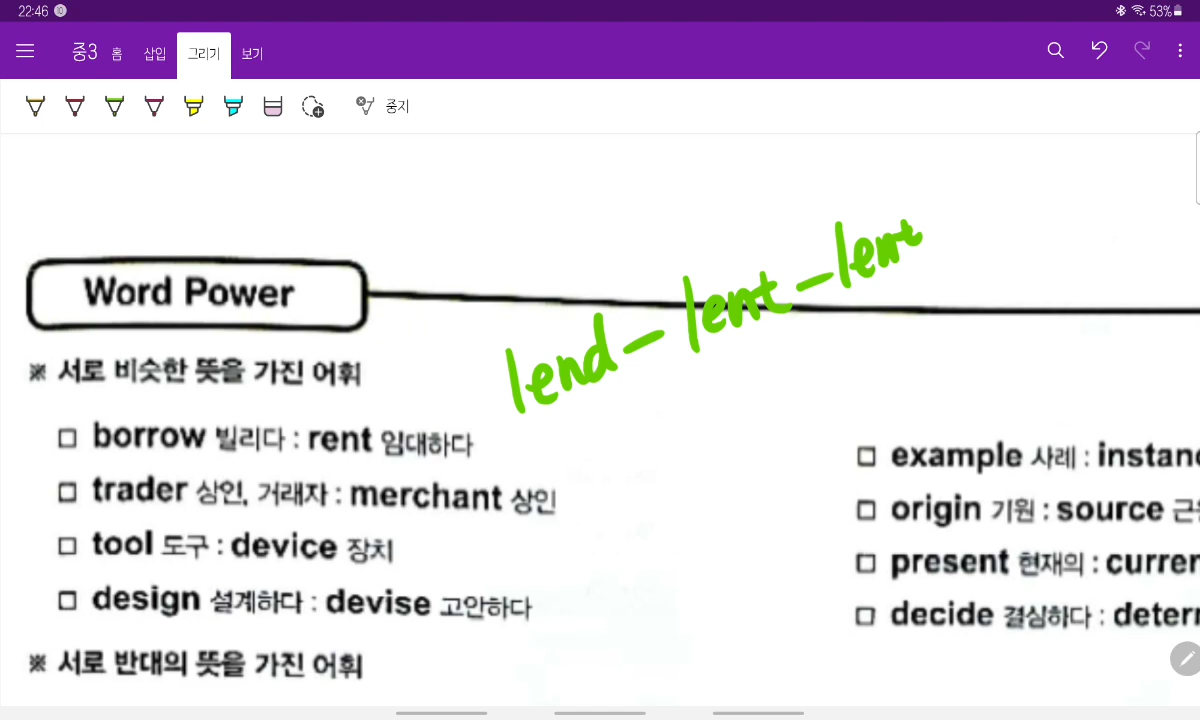 22:46
53%
중3 홈 삽입 그리기 보기
중지
lend - lent - lent
Word Power
※ 서로 비슷한 뜻을 가진 어휘
□ borrow 빌리다 : rent 임대하다
□ trader 상인, 거래자 : merchant 상인
□ tool 도구 : device 장치
□ design 설계하다 : devise 고안하다
※ 서로 반대의 뜻을 가진 어휘
□ example 사례 : instanc
□ origin 기원 : source
□ present 현재의 : curren
□ decide 결심하다 : deter